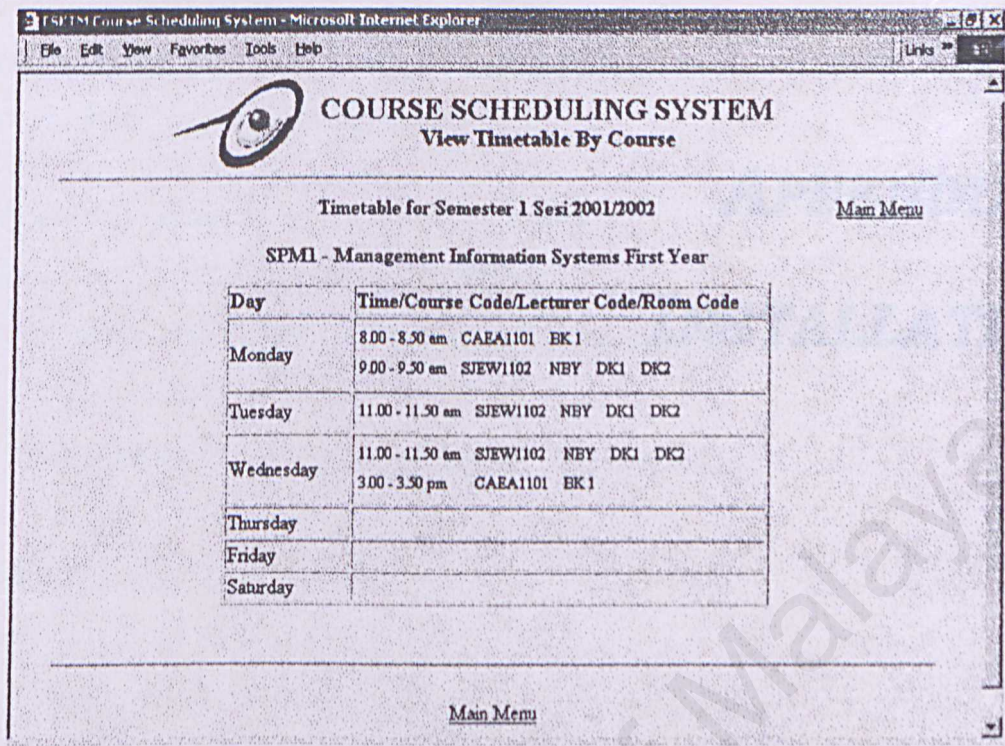 FSKTM Course Scheduling System - Microsoft Internet Explorer
File Edit View Favorites Tools Help Links »
COURSE SCHEDULING SYSTEM
View Timetable By Course
Timetable for Semester 1 Sesi 2001/2002 Main Menu
SPM1 - Management Information Systems First Year
Day Time/Course Code/Lecturer Code/Room Code
Monday
8.00 - 8.50 am CAEA1101 BK1
9.00 - 9.50 am SJEW1102 NBY DK1 DK2
Tuesday 11.00 - 11.50 am SJEW1102 NBY DK1 DK2
Wednesday
11.00 - 11.50 am SJEW1102 NBY DK1 DK2
3.00 - 3.50 pm CAEA1101 BK1
Thursday
Friday
Saturday
Main Menu
Malaya